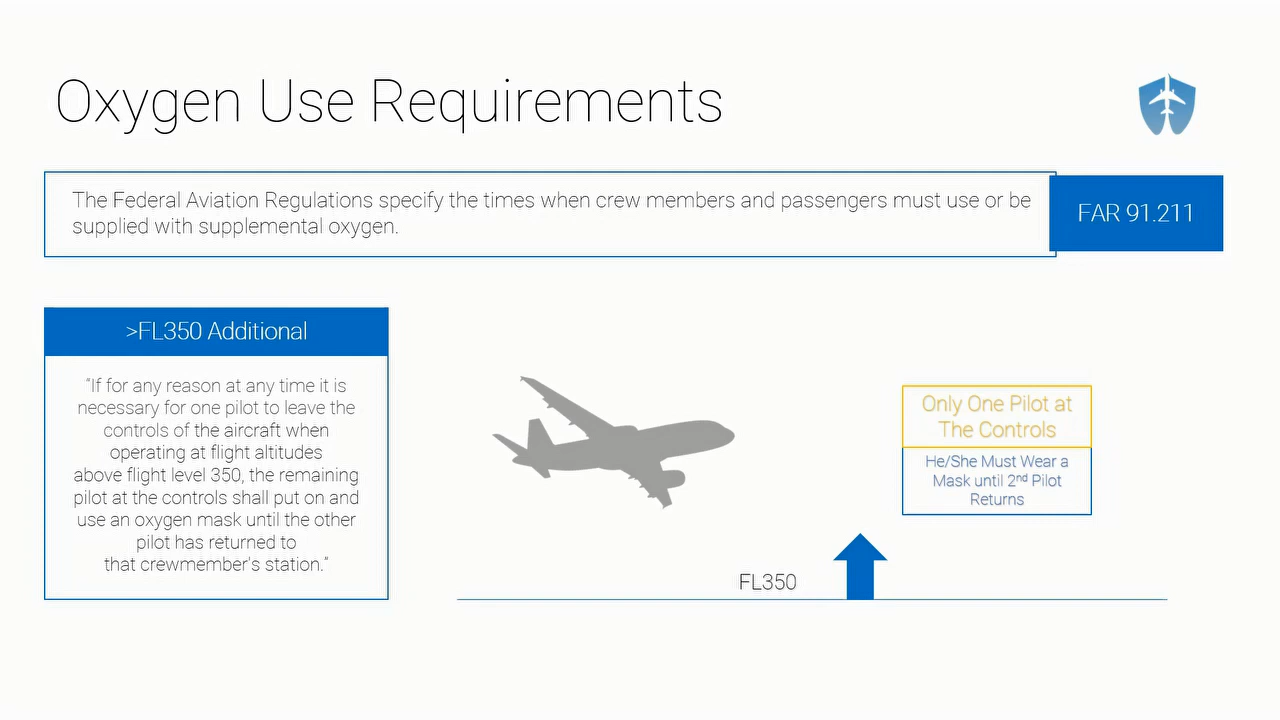 Oxygen Use Requirements
The Federal Aviation Regulations specify the times when crew members and passengers must use or be
supplied with supplemental oxygen.
FAR 91.211
>FL350 Additional
“If for any reason at any time it is
necessary for one pilot to leave the
controls of the aircraft when
operating at flight altitudes
above flight level 350, the remaining
pilot at the controls shall put on and
use an oxygen mask until the other
pilot has returned to
that crewmember's station.”
Only One Pilot at
The Controls
He/She Must Wear a
Mask until 2nd Pilot
Returns
FL350